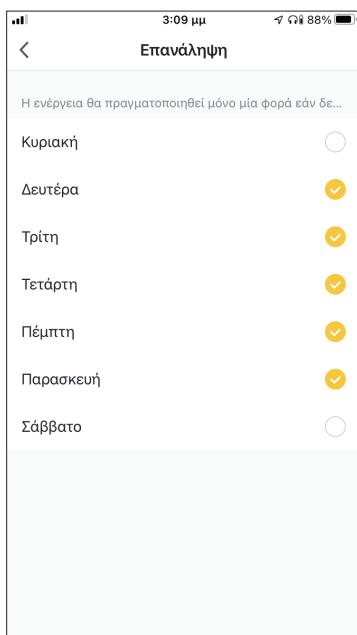 3:09 μμ 88%
Επανάληψη
Η ενέργεια θα πραγματοποιηθεί μόνο μία φορά εάν δε...
Κυριακή
Δευτέρα
Τρίτη
Τετάρτη
Πέμπτη
Παρασκευή
Σάββατο